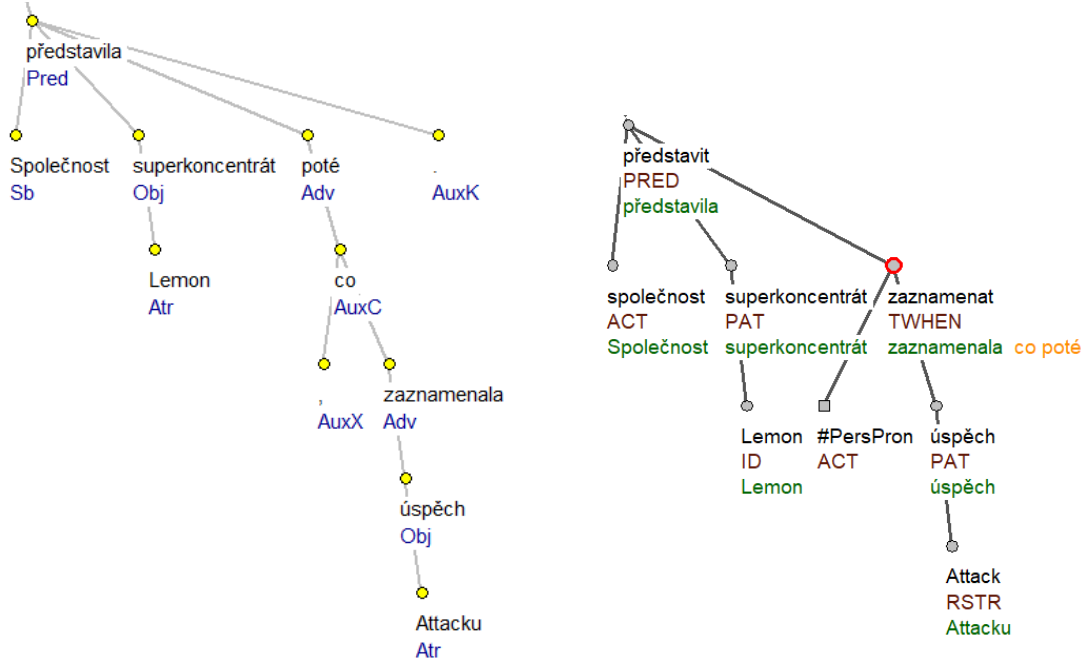 představila
Pred
Společnost superkoncentrát poté .
Sb Obj Adv AuxK
Lemon co
Atr AuxC
, zaznamenala
AuxX Adv
úspěch
Obj
Attacku
Atr
představit
PRED
představila
společnost superkoncentrát zaznamenat
ACT PAT TWHEN
Společnost superkoncentrát zaznamenala co poté
Lemon #PersPron úspěch
ID ACT PAT
Lemon úspěch
Attack
RSTR
Attacku